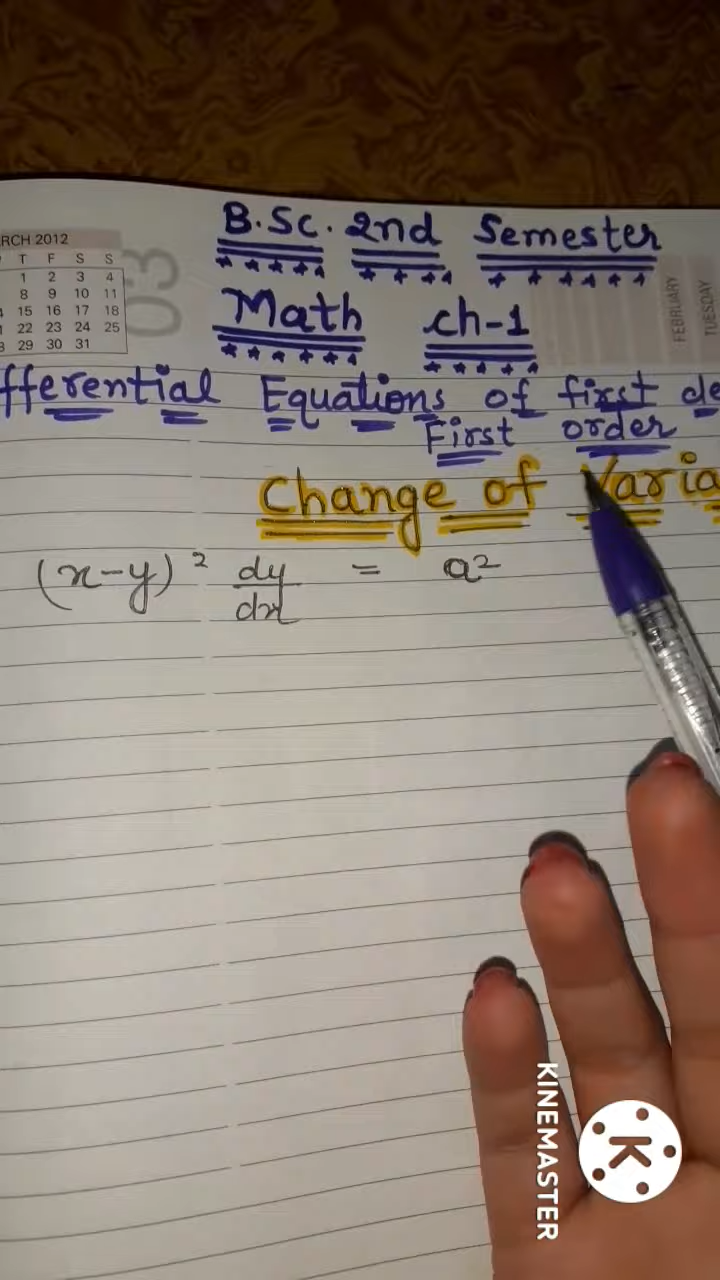 B.Sc. 2nd Semester
RCH 2012
T F S S
1 2 3 4
8 9 10 11
15 16 17 18
22 23 24 25
29 30 31
03
FEBRUARY
TUESDAY
Math ch-1
fferential Equations of first de
First order
Change of Varia
(x-y)² dy/dx = a²
KINEMASTER